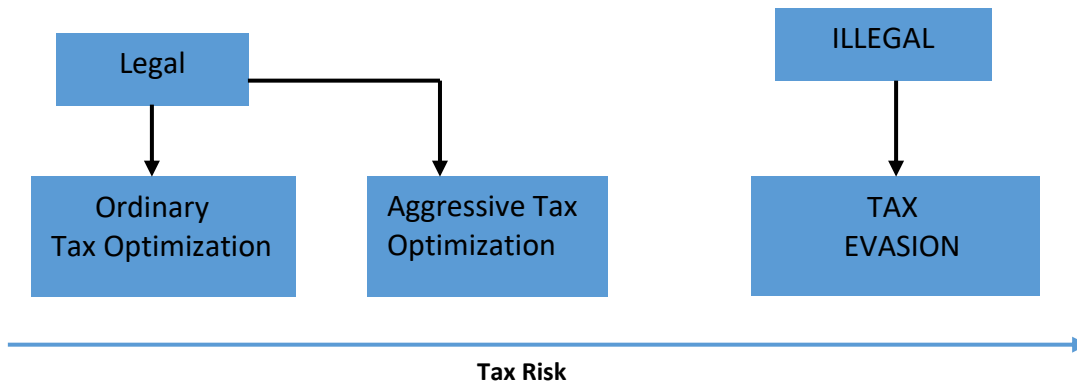 Legal
ILLEGAL
Ordinary
Tax Optimization
Aggressive Tax
Optimization
TAX
EVASION
Tax Risk